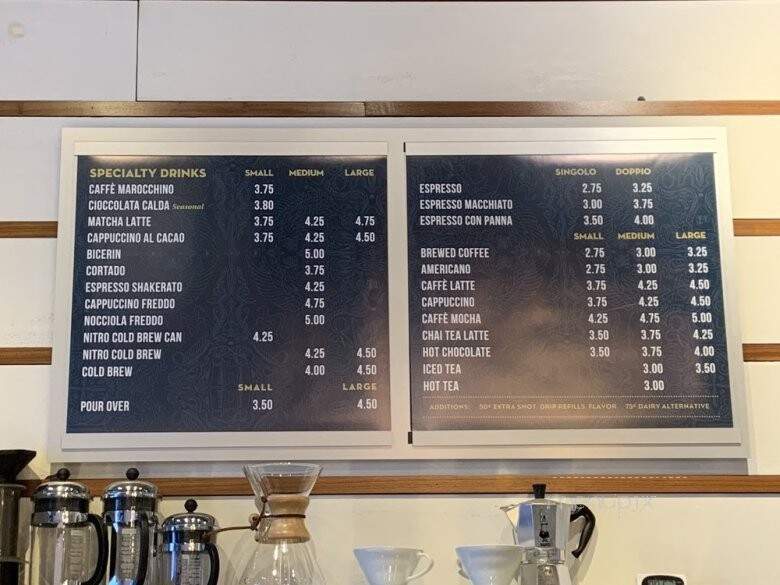 SPECIALTY DRINKS SMALL MEDIUM LARGE
CAFFÈ MAROCCHINO 3.75
CIOCCOLATA CALDA Seasonal 3.80
MATCHA LATTE 3.75 4.25 4.75
CAPPUCCINO AL CACAO 3.75 4.25 4.50
BICERIN 5.00
CORTADO 3.75
ESPRESSO SHAKERATO 4.25
CAPPUCCINO FREDDO 4.75
NOCCIOLA FREDDO 5.00
NITRO COLD BREW CAN 4.25
NITRO COLD BREW 4.25 4.50
COLD BREW 4.00 4.50
SMALL LARGE
POUR OVER 3.50 4.50
SINGOLO DOPPIO
ESPRESSO 2.75 3.25
ESPRESSO MACCHIATO 3.00 3.75
ESPRESSO CON PANNA 3.50 4.00
SMALL MEDIUM LARGE
BREWED COFFEE 2.75 3.00 3.25
AMERICANO 2.75 3.00 3.25
CAFFÈ LATTE 3.75 4.25 4.50
CAPPUCCINO 3.75 4.25 4.50
CAFFÈ MOCHA 4.25 4.75 5.00
CHAI TEA LATTE 3.50 3.75 4.25
HOT CHOCOLATE 3.50 3.75 4.00
ICED TEA 3.00 3.50
HOT TEA 3.00
ADDITIONS: 50¢ EXTRA SHOT, DRIP REFILLS, FLAVOR 75¢ DAIRY ALTERNATIVE